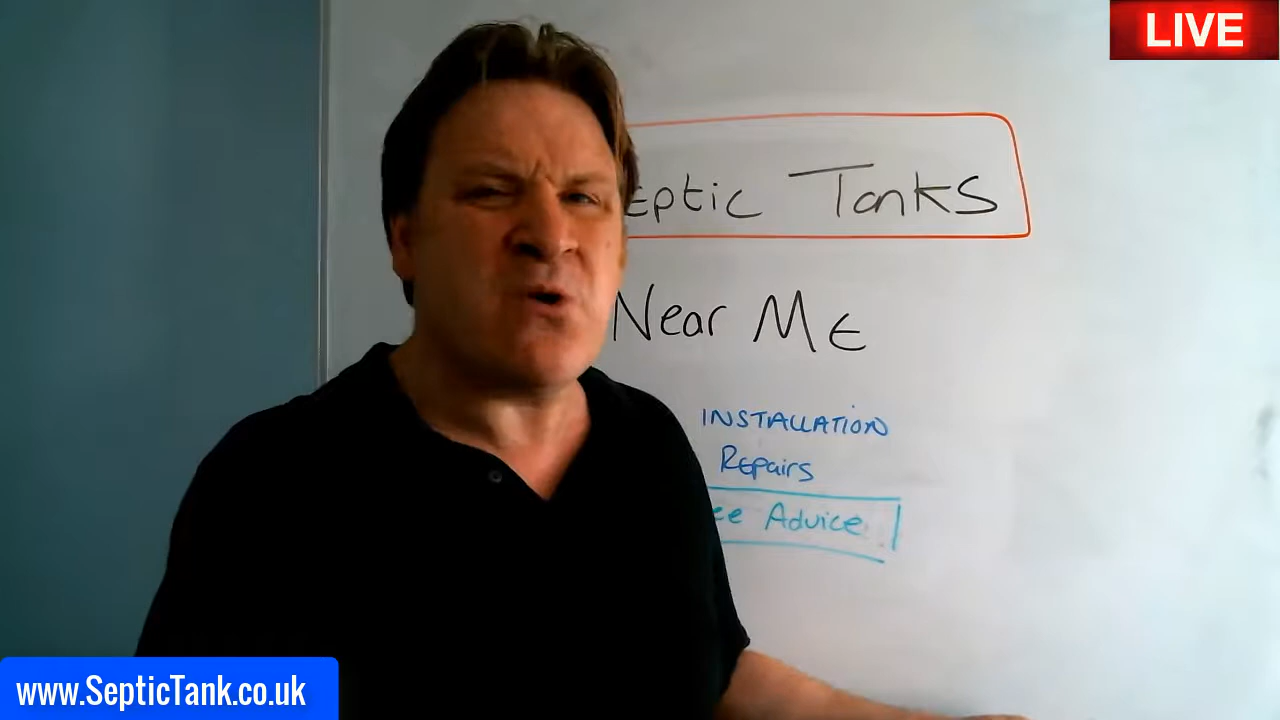 LIVE
eptic Tanks
Near Me
INSTALLATION
Repairs
ee Advice
www.SepticTank.co.uk